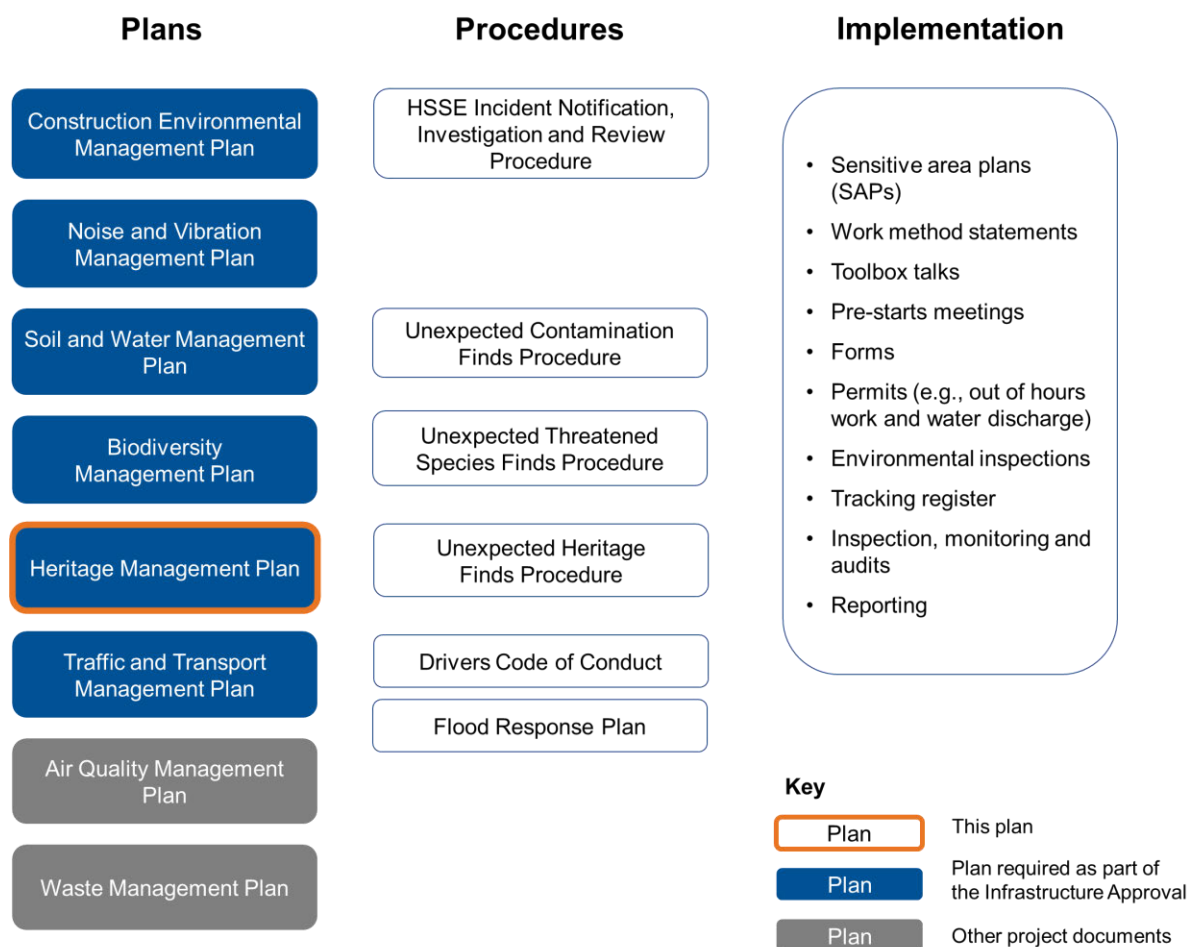 Plans
Procedures
Implementation
Construction Environmental
Management Plan
Noise and Vibration
Management Plan
Soil and Water Management
Plan
Biodiversity
Management Plan
Heritage Management Plan
Traffic and Transport
Management Plan
Air Quality Management
Plan
Waste Management Plan
HSSE Incident Notification,
Investigation and Review
Procedure
Unexpected Contamination
Finds Procedure
Unexpected Threatened
Species Finds Procedure
Unexpected Heritage
Finds Procedure
Drivers Code of Conduct
Flood Response Plan
• Sensitive area plans
(SAPs)
• Work method statements
• Toolbox talks
• Pre-starts meetings
• Forms
• Permits (e.g., out of hours
work and water discharge)
• Environmental inspections
• Tracking register
• Inspection, monitoring and
audits
• Reporting
Key
Plan
This plan
Plan
Plan required as part of
the Infrastructure Approval
Plan
Other project documents